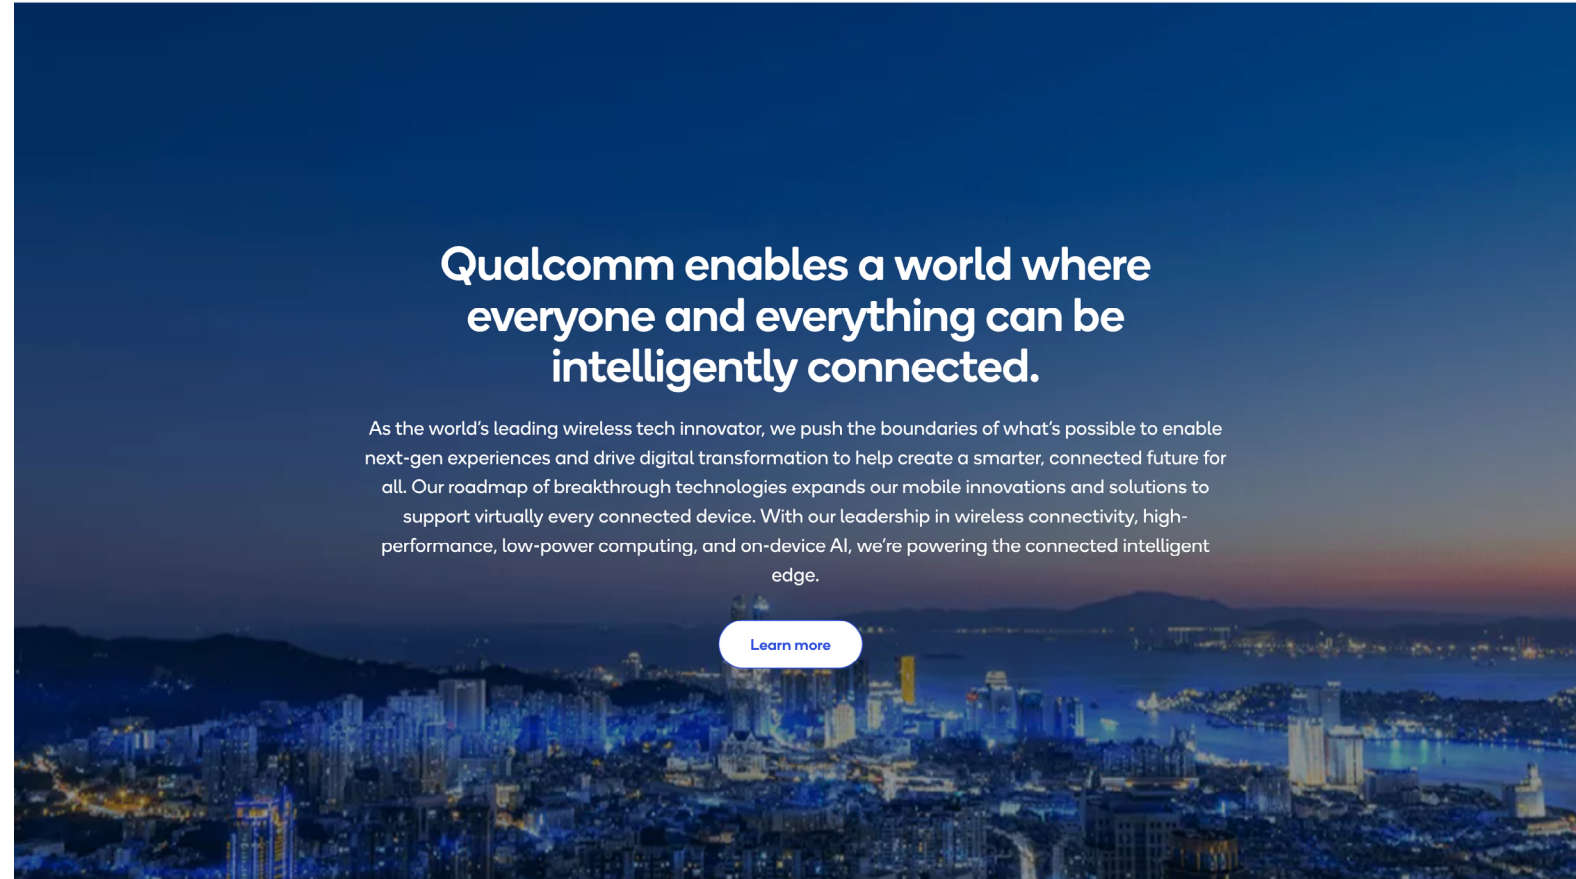 Qualcomm enables a world where
everyone and everything can be
intelligently connected.
As the world’s leading wireless tech innovator, we push the boundaries of what’s possible to enable
next-gen experiences and drive digital transformation to help create a smarter, connected future for
all. Our roadmap of breakthrough technologies expands our mobile innovations and solutions to
support virtually every connected device. With our leadership in wireless connectivity, high-
performance, low-power computing, and on-device AI, we’re powering the connected intelligent
edge.
Learn more